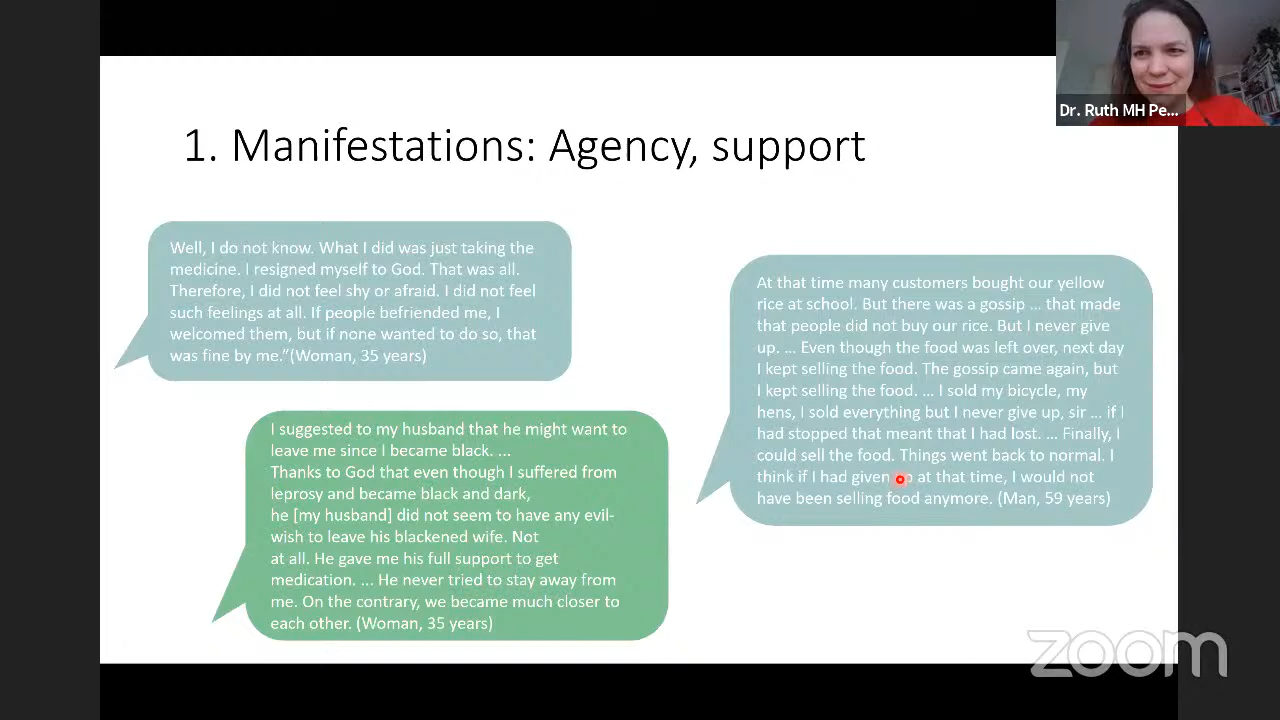 Dr. Ruth MH Pe...
1. Manifestations: Agency, support
Well, I do not know. What I did was just taking the
medicine. I resigned myself to God. That was all.
Therefore, I did not feel shy or afraid. I did not feel
such feelings at all. If people befriended me, I
welcomed them, but if none wanted to do so, that
was fine by me.”(Woman, 35 years)
I suggested to my husband that he might want to
leave me since I became black. ...
Thanks to God that even though I suffered from
leprosy and became black and dark,
he [my husband] did not seem to have any evil-
wish to leave his blackened wife. Not
at all. He gave me his full support to get
medication. ... He never tried to stay away from
me. On the contrary, we became much closer to
each other. (Woman, 35 years)
At that time many customers bought our yellow
rice at school. But there was a gossip ... that made
that people did not buy our rice. But I never give
up. ... Even though the food was left over, next day
I kept selling the food. The gossip came again, but
I kept selling the food. ... I sold my bicycle, my
hens, I sold everything but I never give up, sir ... if I
had stopped that meant that I had lost. ... Finally, I
could sell the food. Things went back to normal. I
think if I had given up at that time, I would not
have been selling food anymore. (Man, 59 years)
zoom